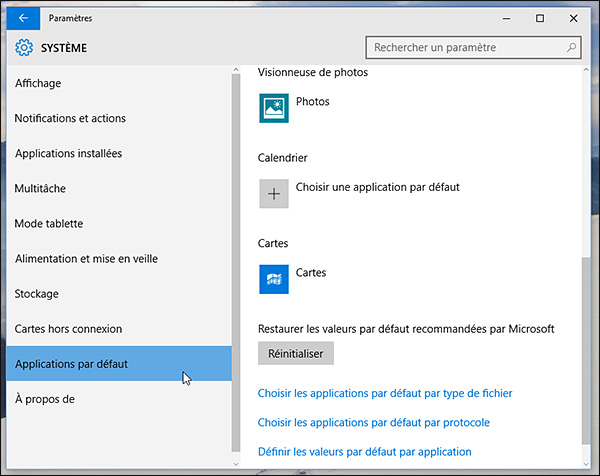 Paramètres
SYSTÈME
Rechercher un paramètre
Affichage
Notifications et actions
Applications installées
Multitâche
Mode tablette
Alimentation et mise en veille
Stockage
Cartes hors connexion
Applications par défaut
À propos de
Visionneuse de photos
Photos
Calendrier
Choisir une application par défaut
Cartes
Cartes
Restaurer les valeurs par défaut recommandées par Microsoft
Réinitialiser
Choisir les applications par défaut par type de fichier
Choisir les applications par défaut par protocole
Définir les valeurs par défaut par application